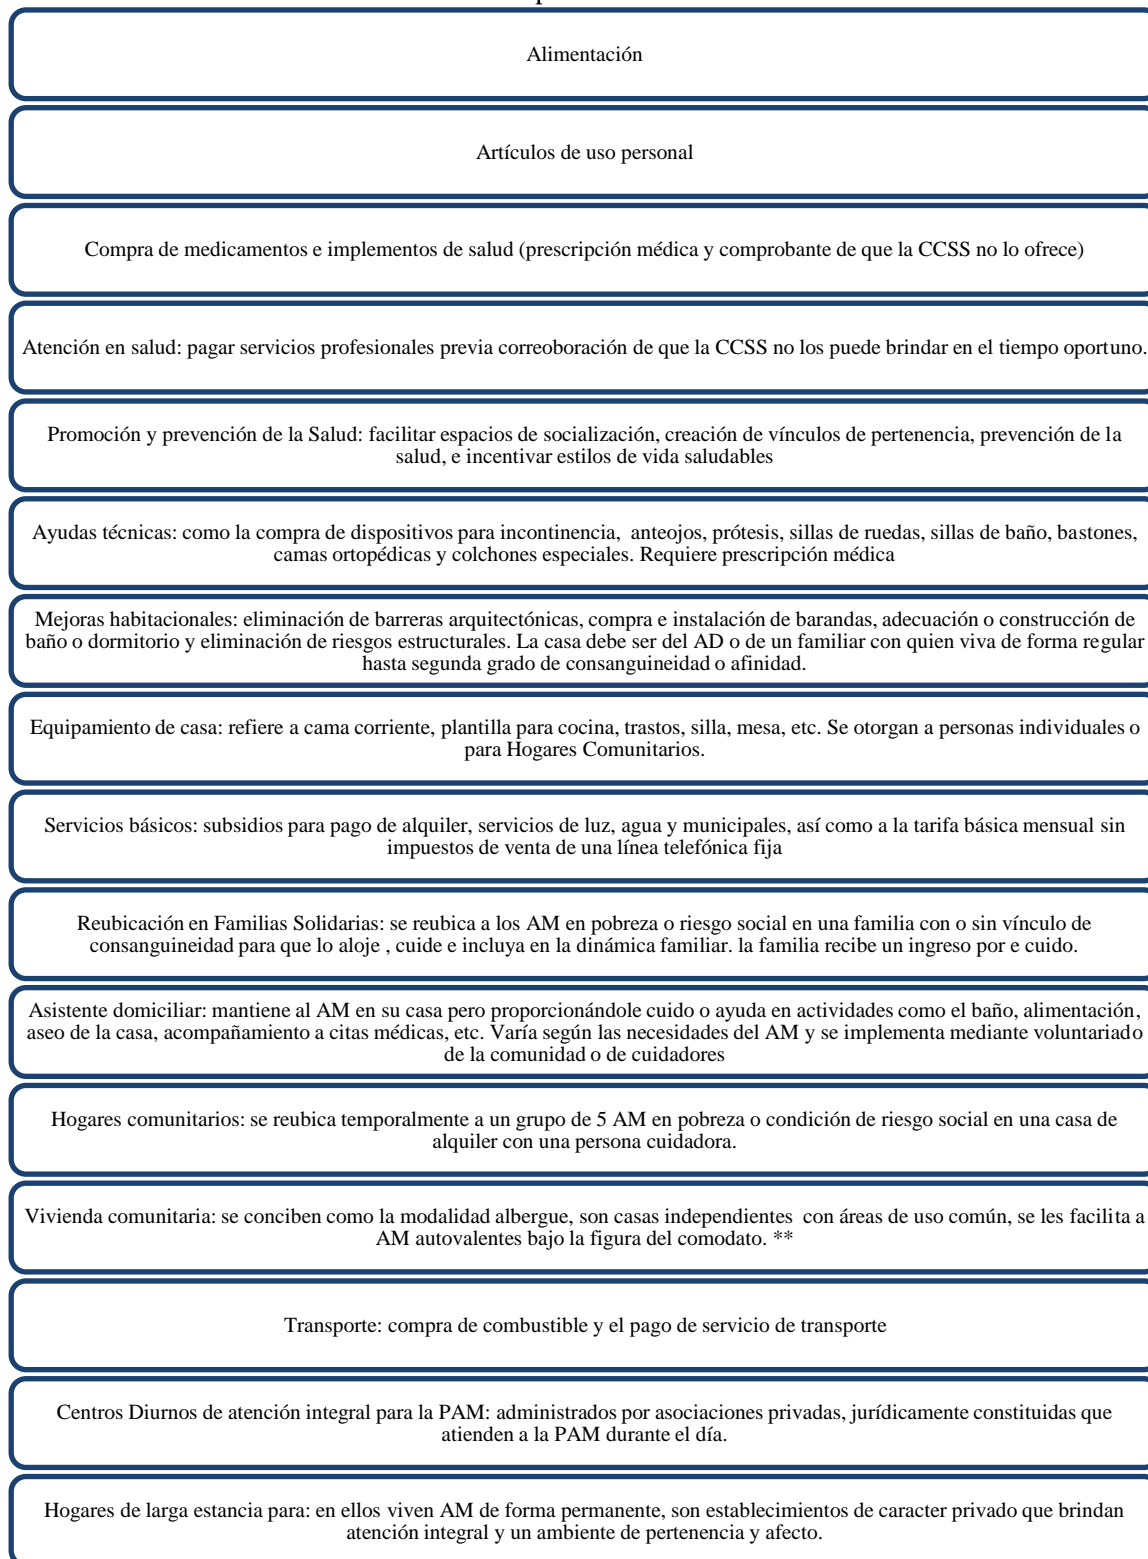 Alimentación
Artículos de uso personal
Compra de medicamentos e implementos de salud (prescripción médica y comprobante de que la CCSS no lo ofrece)
Atención en salud: pagar servicios profesionales previa correoboración de que la CCSS no los puede brindar en el tiempo oportuno.
Promoción y prevención de la Salud: facilitar espacios de socialización, creación de vínculos de pertenencia, prevención de la
salud, e incentivar estilos de vida saludables
Ayudas técnicas: como la compra de dispositivos para incontinencia, anteojos, prótesis, sillas de ruedas, sillas de baño, bastones,
camas ortopédicas y colchones especiales. Requiere prescripción médica
Mejoras habitacionales: eliminación de barreras arquitectónicas, compra e instalación de barandas, adecuación o construcción de
baño o dormitorio y eliminación de riesgos estructurales. La casa debe ser del AD o de un familiar con quien viva de forma regular
hasta segunda grado de consanguineidad o afinidad.
Equipamiento de casa: refiere a cama corriente, plantilla para cocina, trastos, silla, mesa, etc. Se otorgan a personas individuales o
para Hogares Comunitarios.
Servicios básicos: subsidios para pago de alquiler, servicios de luz, agua y municipales, así como a la tarifa básica mensual sin
impuestos de venta de una línea telefónica fija
Reubicación en Familias Solidarias: se reubica a los AM en pobreza o riesgo social en una familia con o sin vínculo de
consanguineidad para que lo aloje , cuide e incluya en la dinámica familiar. la familia recibe un ingreso por e cuido.
Asistente domiciliar: mantiene al AM en su casa pero proporcionándole cuido o ayuda en actividades como el baño, alimentación,
aseo de la casa, acompañamiento a citas médicas, etc. Varía según las necesidades del AM y se implementa mediante voluntariado
de la comunidad o de cuidadores
Hogares comunitarios: se reubica temporalmente a un grupo de 5 AM en pobreza o condición de riesgo social en una casa de
alquiler con una persona cuidadora.
Vivienda comunitaria: se conciben como la modalidad albergue, son casas independientes con áreas de uso común, se les facilita a
AM autovalentes bajo la figura del comodato. **
Transporte: compra de combustible y el pago de servicio de transporte
Centros Diurnos de atención integral para la PAM: administrados por asociaciones privadas, jurídicamente constituidas que
atienden a la PAM durante el día.
Hogares de larga estancia para: en ellos viven AM de forma permanente, son establecimientos de caracter privado que brindan
atención integral y un ambiente de pertenencia y afecto.